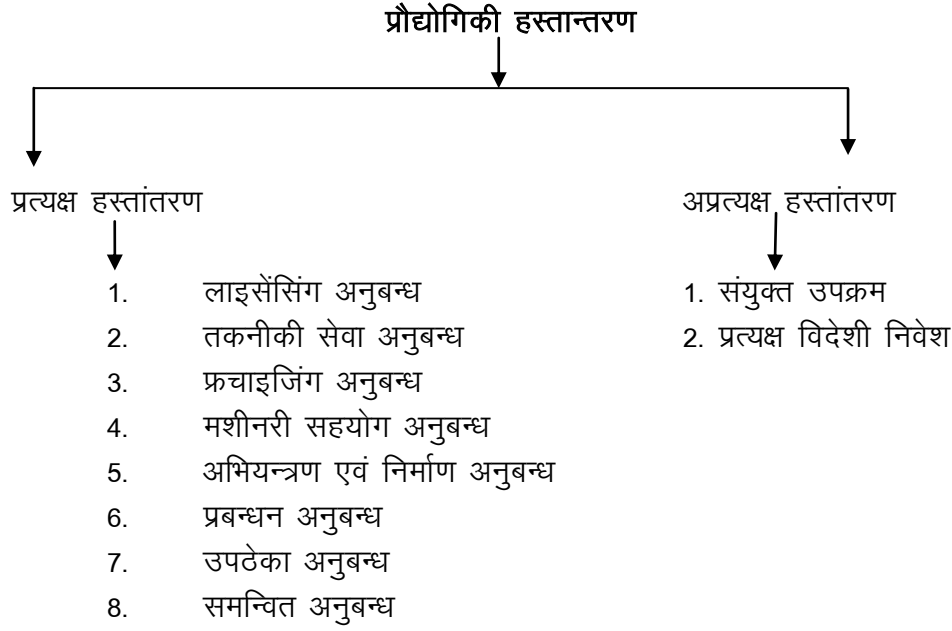 प्रौद्योगिकी हस्तान्तरण
प्रत्यक्ष हस्तांतरण
1. लाइसेंसिंग अनुबन्ध
2. तकनीकी सेवा अनुबन्ध
3. फ्रचाइजिंग अनुबन्ध
4. मशीनरी सहयोग अनुबन्ध
5. अभियन्त्रण एवं निर्माण अनुबन्ध
6. प्रबन्धन अनुबन्ध
7. उपठेका अनुबन्ध
8. समन्वित अनुबन्ध
अप्रत्यक्ष हस्तांतरण
1. संयुक्त उपक्रम
2. प्रत्यक्ष विदेशी निवेश